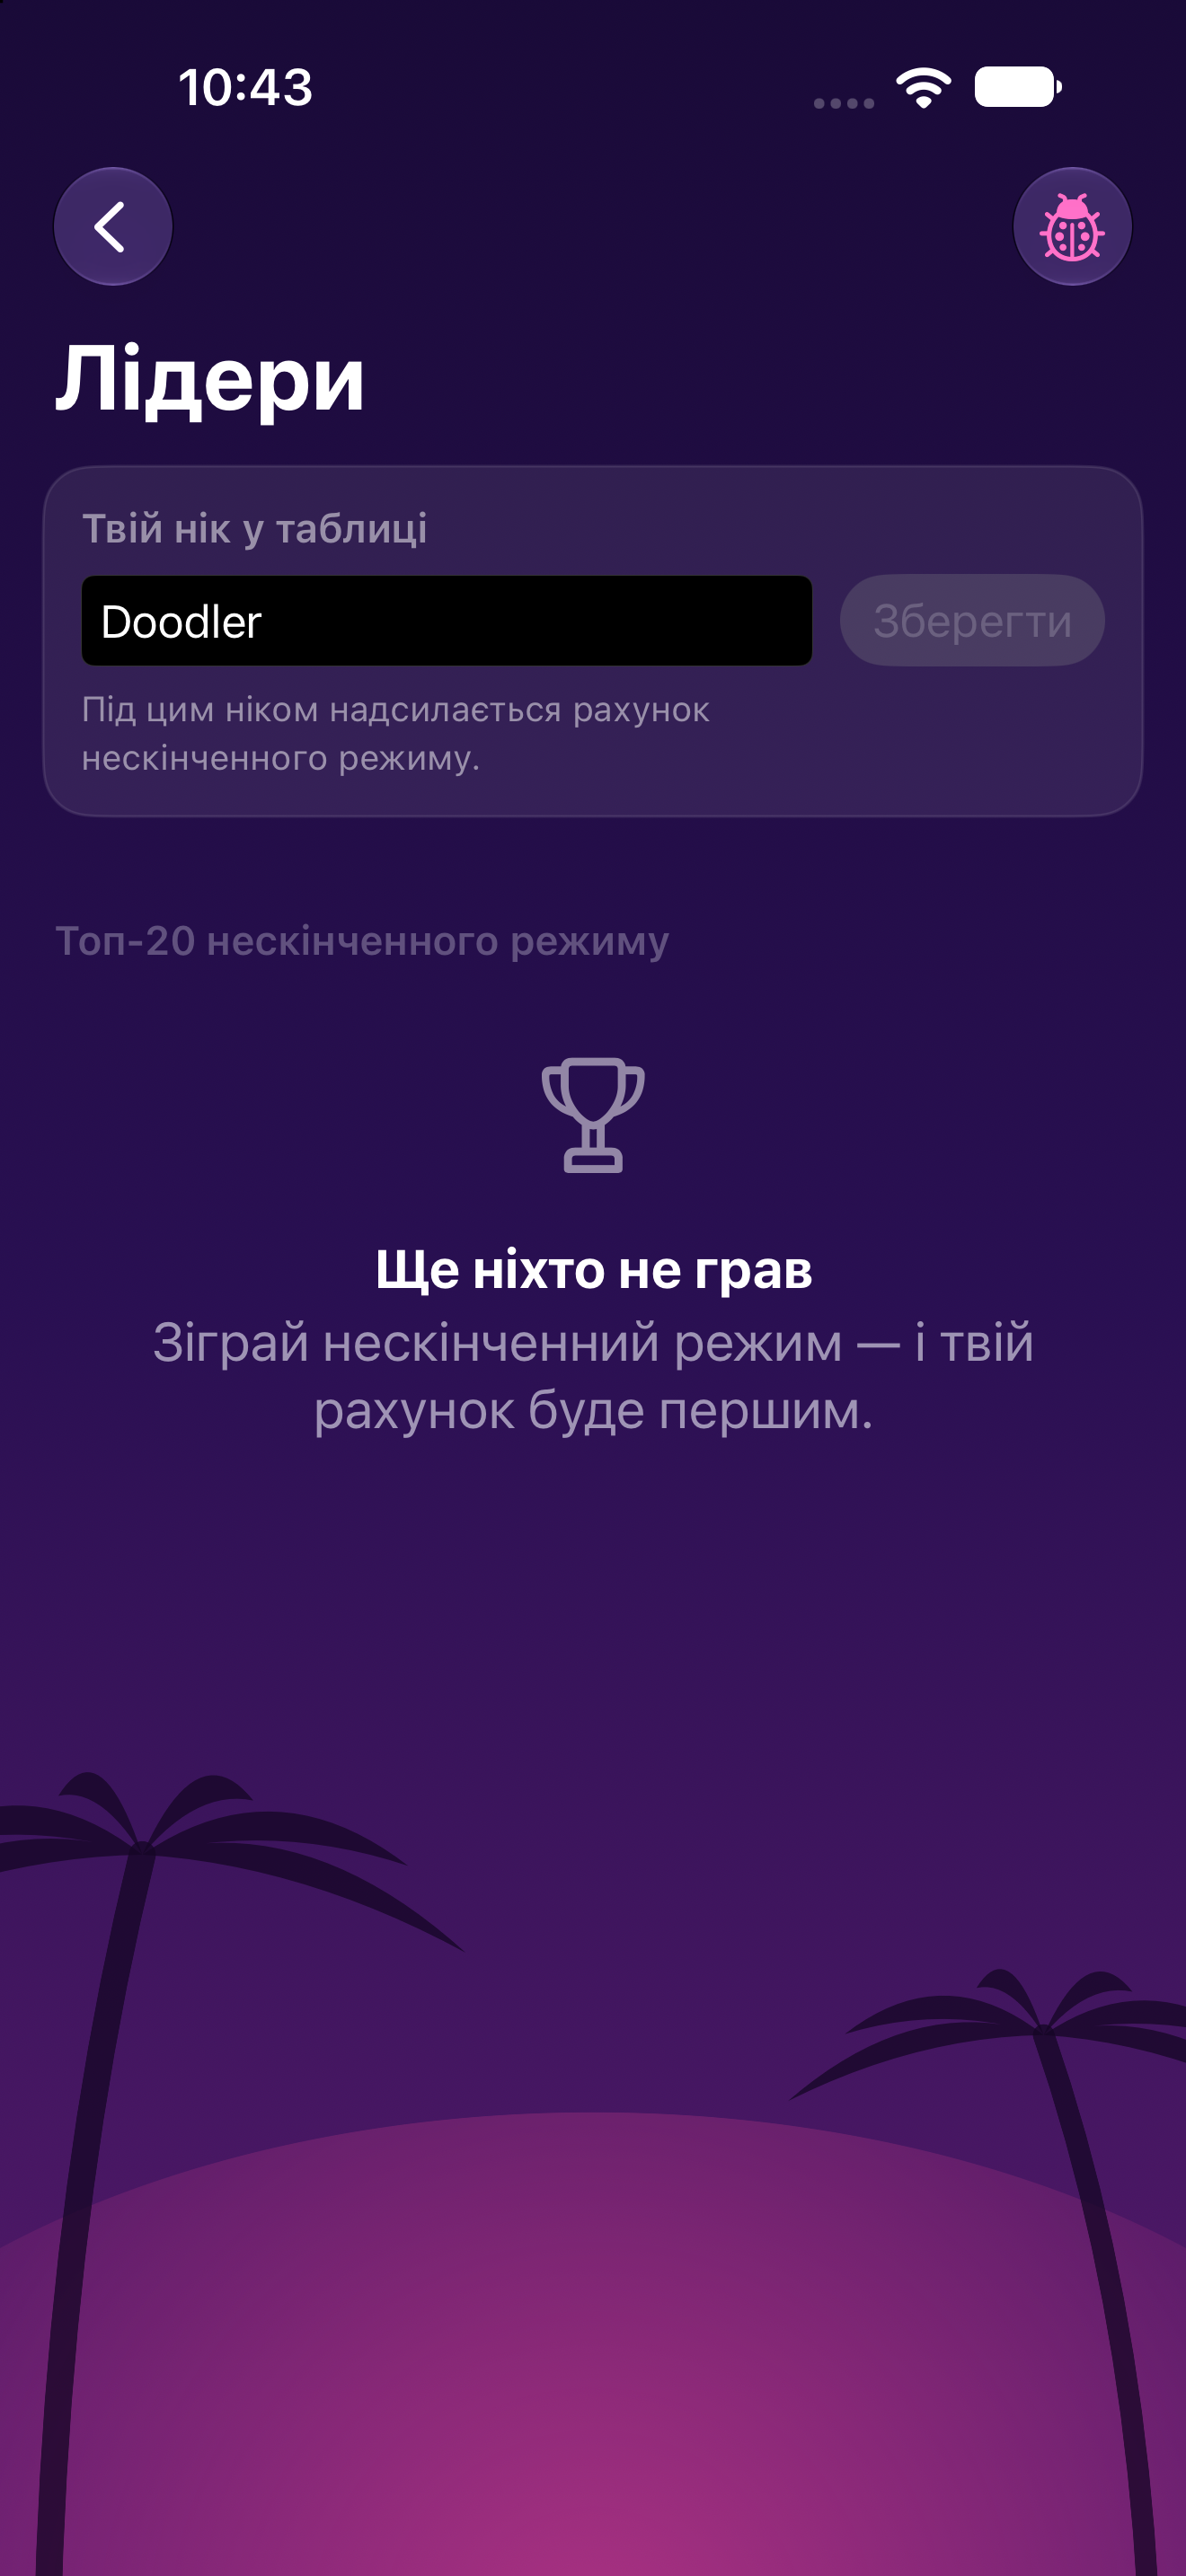 10:43
Лідери
Твій нік у таблиці
Doodler
Зберегти
Під цим ніком надсилається рахунок
нескінченного режиму.
Топ-20 нескінченного режиму
Ще ніхто не грав
Зіграй нескінченний режим — і твій
рахунок буде першим.